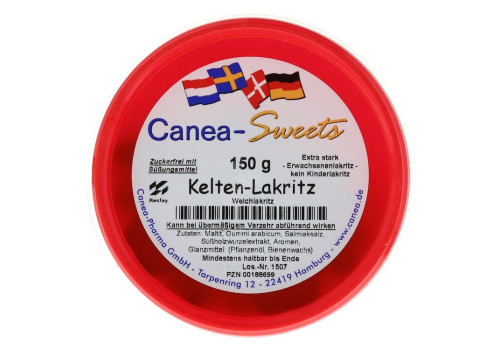 Canea-Sweets
Zuckerfrei mit
Süßungsmittel
150 g
Extra stark
- Erwachsenenlakritz -
kein Kinderlakritz
Kelten-Lakritz
Weichlakritz
Kann bei übermäßigem Verzehr abführend wirken
Zutaten: Maltit, Gummi arabicum, Salmiaksalz,
Süßholzwurzelextrakt, Aromen,
Glanzmittel: (Pflanzenöl, Bienenwachs)
Mindestens haltbar bis Ende
Los.-Nr. 1507
PZN 00188699
Canea-Pharma GmbH - Tarpenring 12 - 22419 Hamburg - www.canea.de